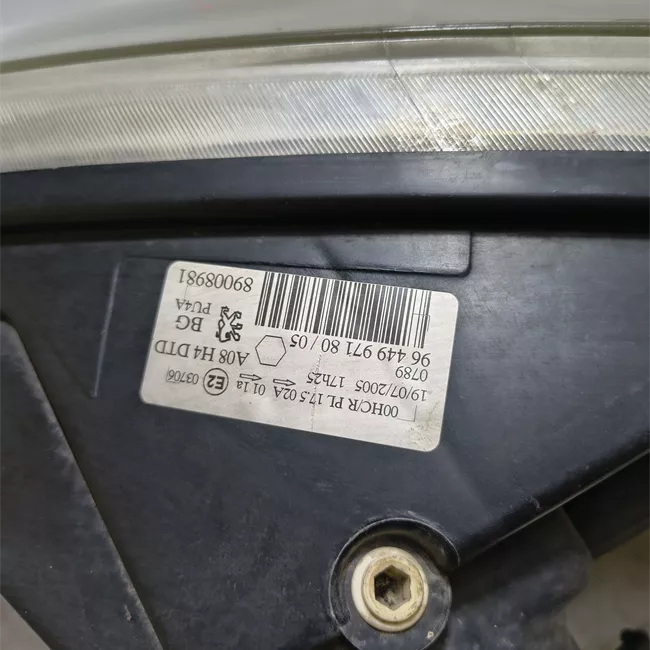 00HC/R PL 17.5 02A 01 1a E2 03706
19/07/2005 17h25
0789
A08 H4 DTD
96 449 971 80 / 05
BG
PU4A
89008981